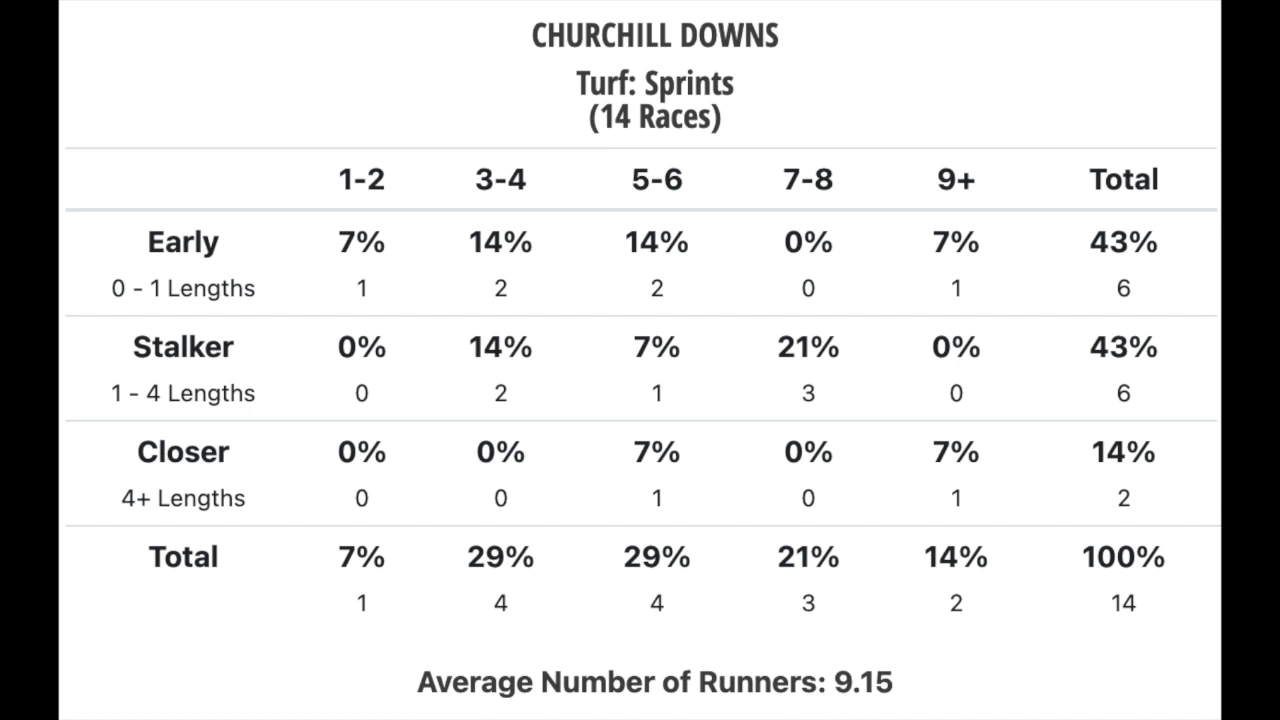 CHURCHILL DOWNS
Turf: Sprints
(14 Races)
1-2 3-4 5-6 7-8 9+ Total
Early 7% 14% 14% 0% 7% 43%
0 - 1 Lengths 1 2 2 0 1 6
Stalker 0% 14% 7% 21% 0% 43%
1 - 4 Lengths 0 2 1 3 0 6
Closer 0% 0% 7% 0% 7% 14%
4+ Lengths 0 0 1 0 1 2
Total 7% 29% 29% 21% 14% 100%
1 4 4 3 2 14
Average Number of Runners: 9.15